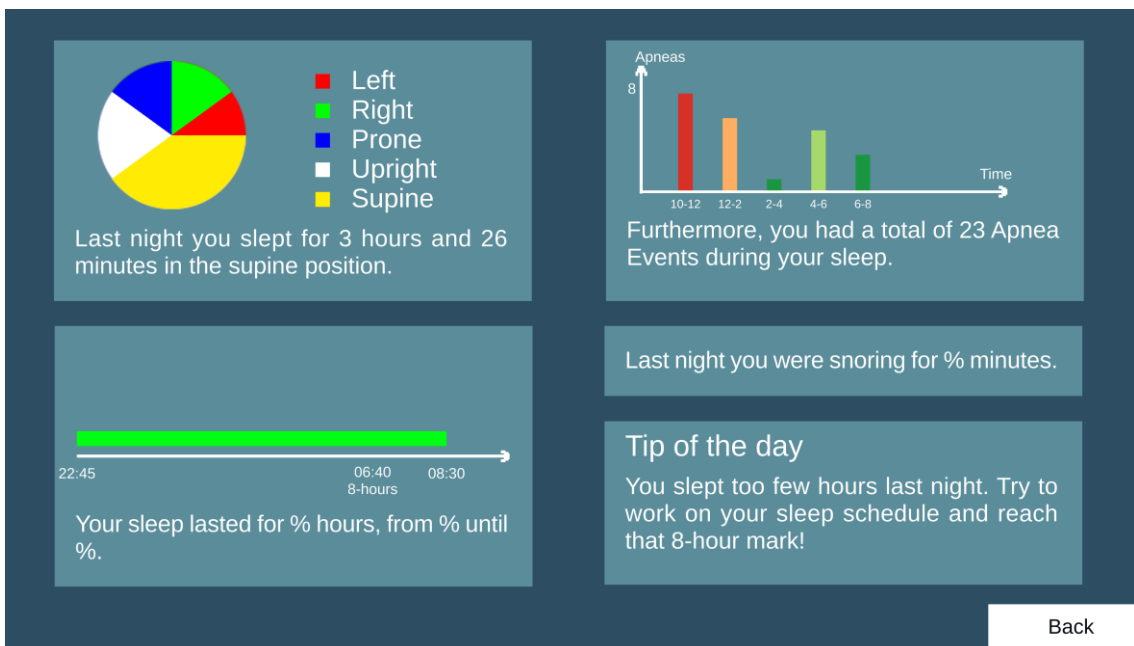 Left
Right
Prone
Upright
Supine
Last night you slept for 3 hours and 26
minutes in the supine position.
Apneas
8
Time
10-12 12-2 2-4 4-6 6-8
Furthermore, you had a total of 23 Apnea
Events during your sleep.
22:45 06:40 08:30
8-hours
Your sleep lasted for % hours, from % until
%.
Last night you were snoring for % minutes.
Tip of the day
You slept too few hours last night. Try to
work on your sleep schedule and reach
that 8-hour mark!
Back